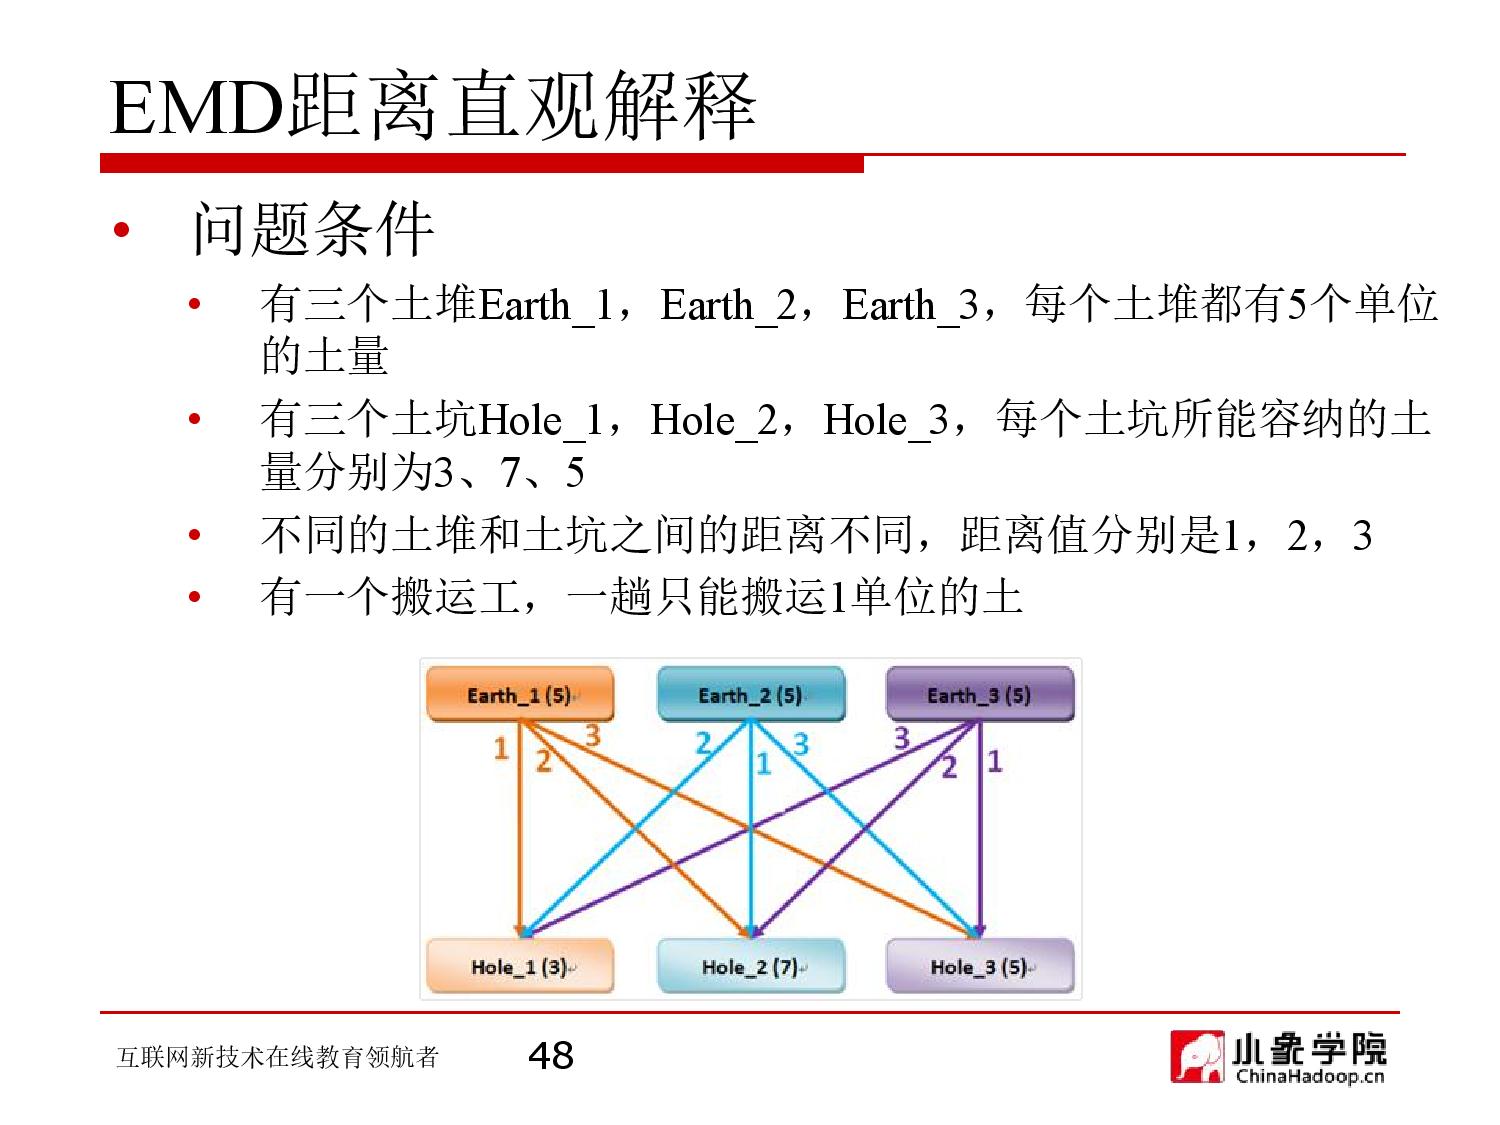 EMD距离直观解释
• 问题条件
• 有三个土堆Earth_1，Earth_2，Earth_3，每个土堆都有5个单位
的土量
• 有三个土坑Hole_1，Hole_2，Hole_3，每个土坑所能容纳的土
量分别为3、7、5
• 不同的土堆和土坑之间的距离不同，距离值分别是1，2，3
• 有一个搬运工，一趟只能搬运1单位的土
Earth_1 (5) Earth_2 (5) Earth_3 (5)
1 2 3 2 1 3 3 2 1
Hole_1 (3) Hole_2 (7) Hole_3 (5)
互联网新技术在线教育领航者 48 小象学院
ChinaHadoop.cn